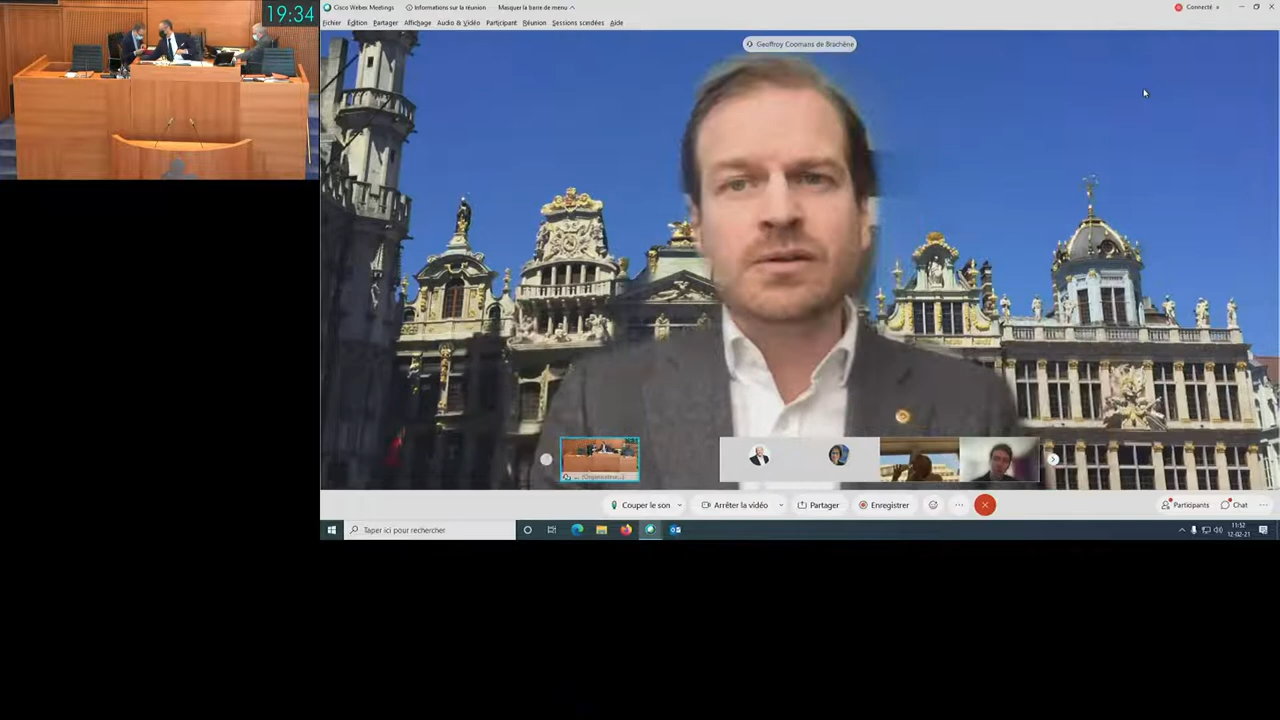 19:34
Cisco Webex Meetings
Informations sur la réunion
Masquer la barre de menu
Connecté
Fichier Édition Partager Affichage Audio & Vidéo Participant Réunion Sessions scindées Aide
Geoffroy Coomans de Brachène
... (Organisateur...)
Couper le son
Arrêter la vidéo
Partager
Enregistrer
Participants
Chat
Taper ici pour rechercher
11:52
12-02-21